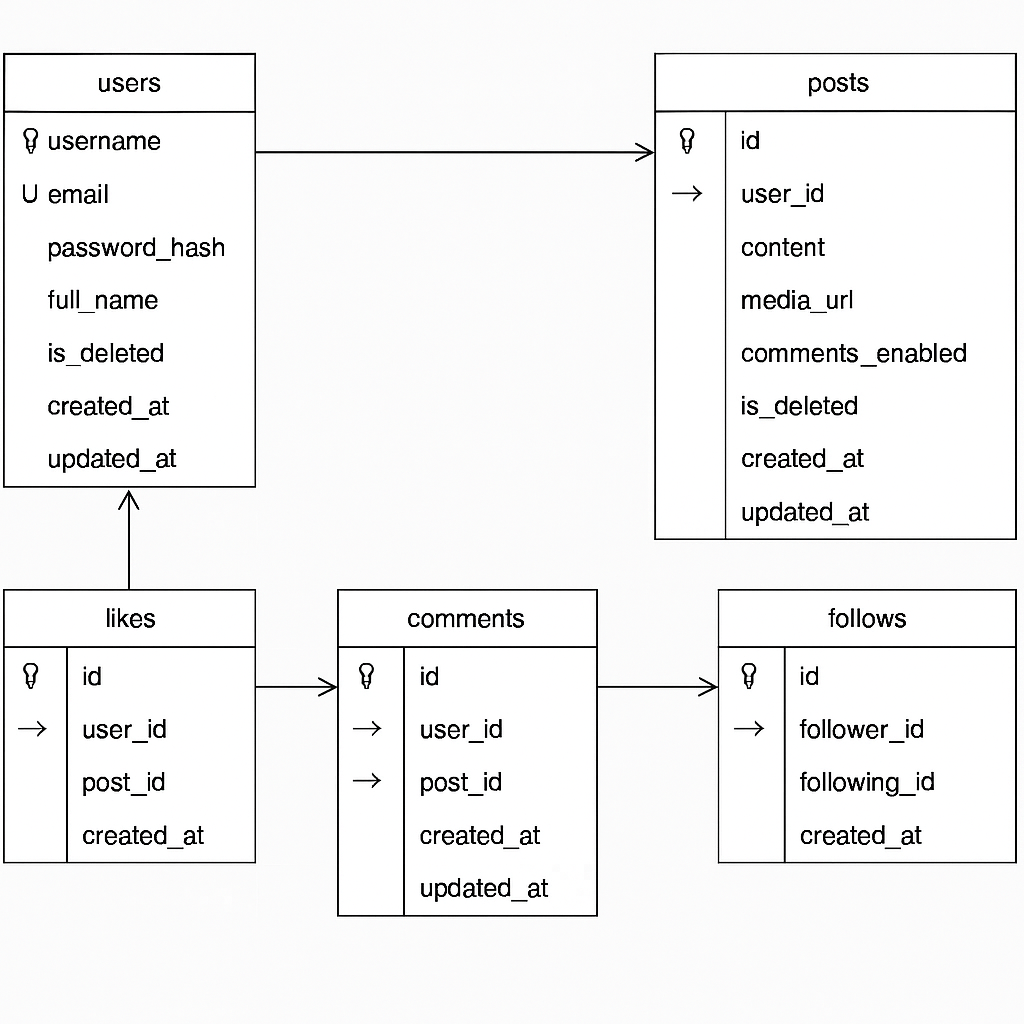 users
username
U email
password_hash
full_name
is_deleted
created_at
updated_at
posts
id
user_id
content
media_url
comments_enabled
is_deleted
created_at
updated_at
likes
id
user_id
post_id
created_at
comments
id
user_id
post_id
created_at
updated_at
follows
id
follower_id
following_id
created_at